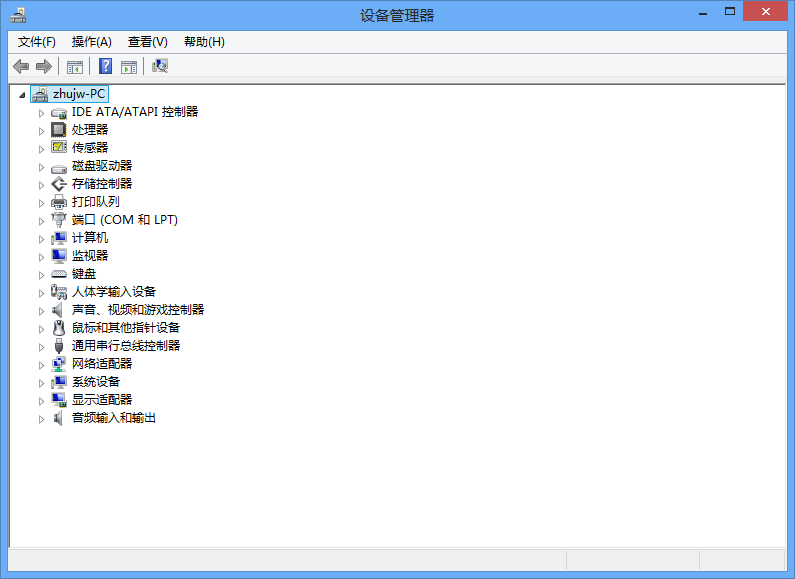 设备管理器
文件(F) 操作(A) 查看(V) 帮助(H)
zhujw-PC
IDE ATA/ATAPI 控制器
处理器
传感器
磁盘驱动器
存储控制器
打印队列
端口 (COM 和 LPT)
计算机
监视器
键盘
人体学输入设备
声音、视频和游戏控制器
鼠标和其他指针设备
通用串行总线控制器
网络适配器
系统设备
显示适配器
音频输入和输出